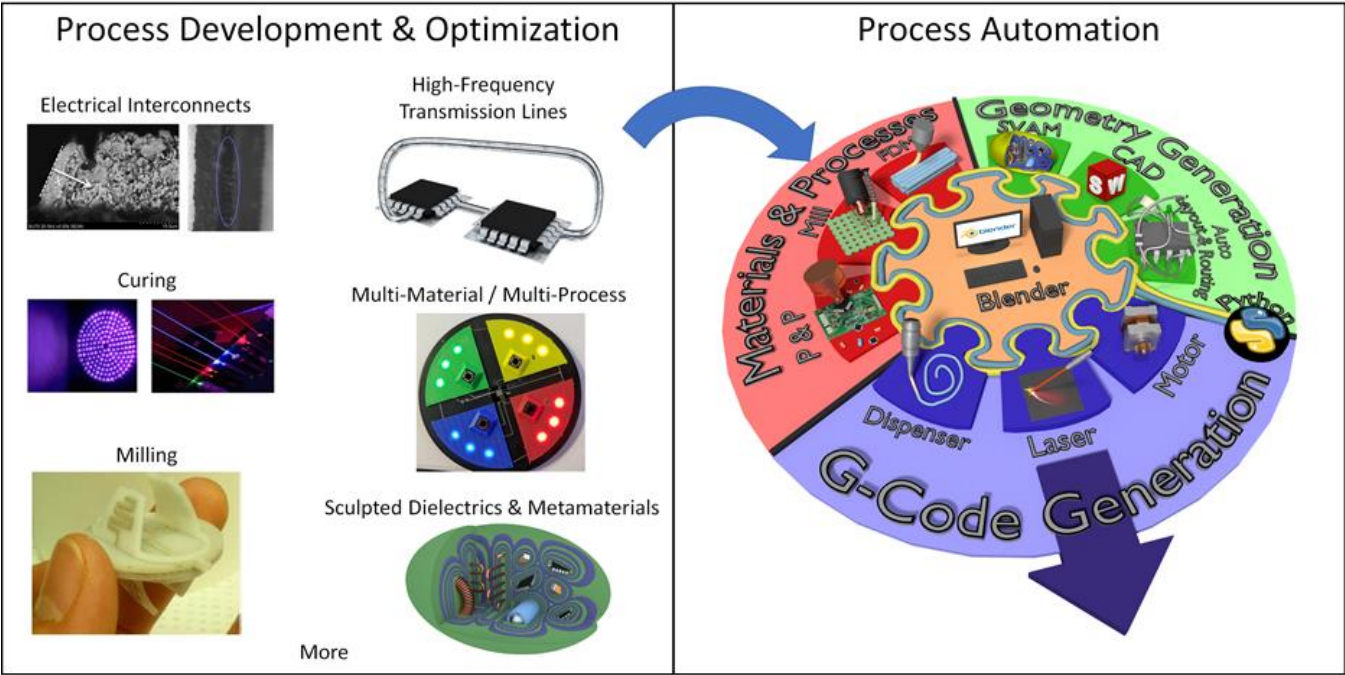 Process Development & Optimization
Electrical Interconnects
High-Frequency
Transmission Lines
Curing
Multi-Material / Multi-Process
Milling
Sculpted Dielectrics & Metamaterials
More
Process Automation
Materials & Processes
FDM
Mill
P & P
Geometry Generation
SVAM
CAD
SW
Auto
Layout & Routing
Python
blender
Blender
G-Code Generation
Dispenser
Laser
Motor